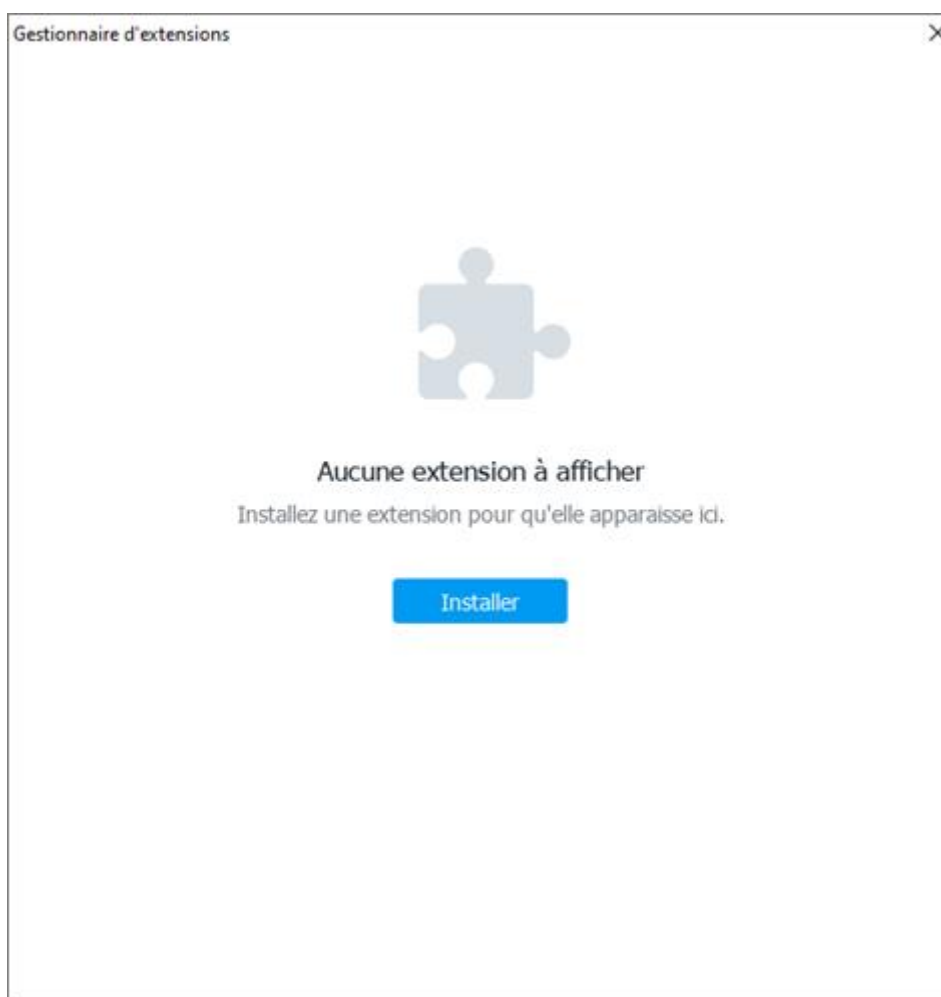 Gestionnaire d'extensions
Aucune extension à afficher
Installez une extension pour qu'elle apparaisse ici.
Installer